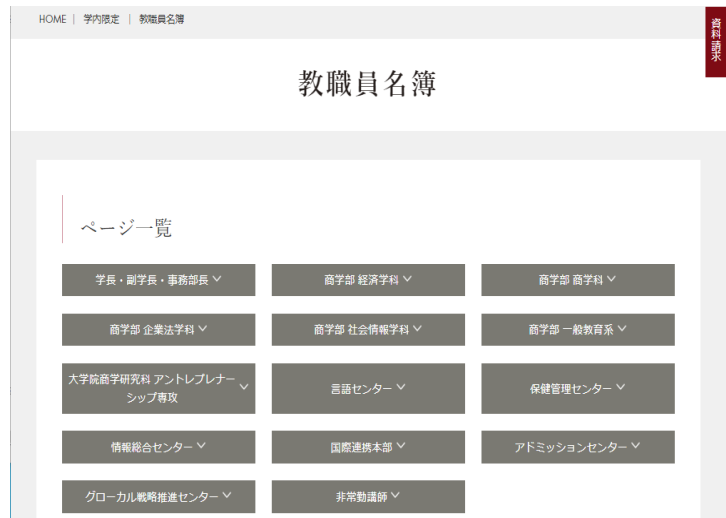 HOME | 学内限定 | 教職員名簿
資料請求
教職員名簿
ページ一覧
学長・副学長・事務部長
商学部 経済学科
商学部 商学科
商学部 企業法学科
商学部 社会情報学科
商学部 一般教育系
大学院商学研究科 アントレプレナー
シップ専攻
言語センター
保健管理センター
情報総合センター
国際連携本部
アドミッションセンター
グローカル戦略推進センター
非常勤講師